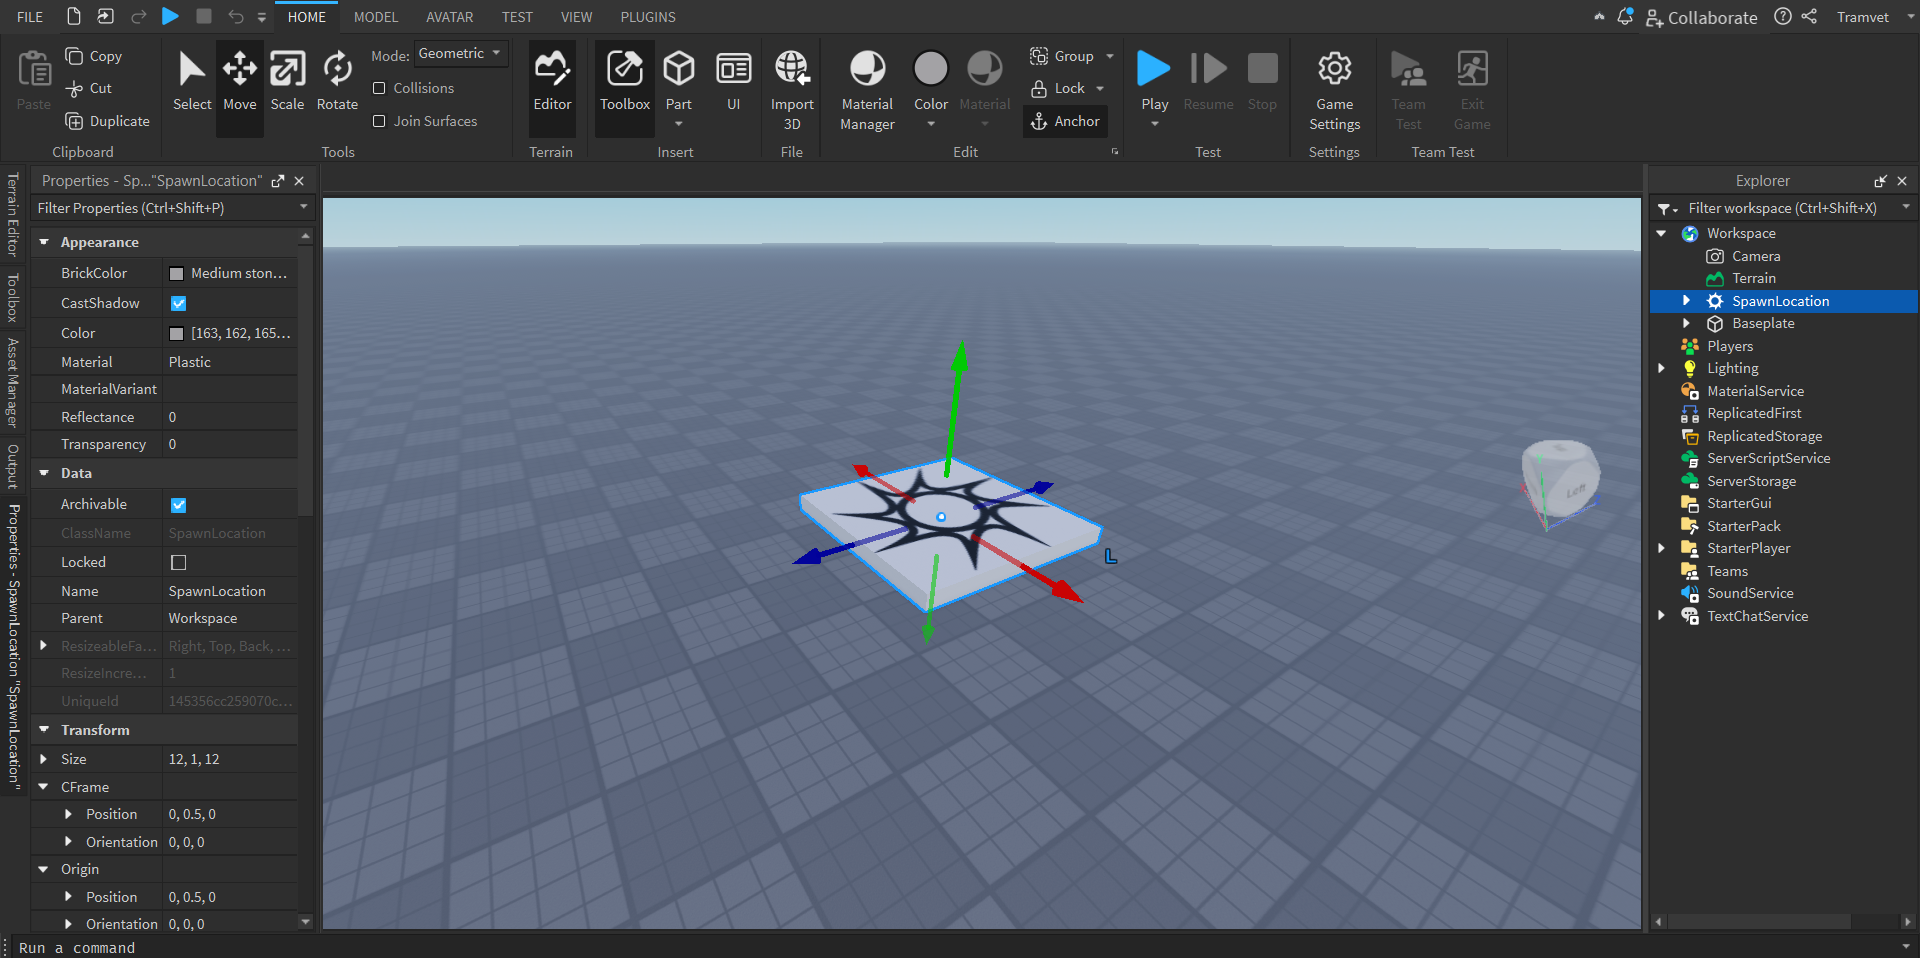 FILE
HOME
MODEL
AVATAR
TEST
VIEW
PLUGINS
Collaborate
Tramvet
Paste
Copy
Cut
Duplicate
Clipboard
Select
Move
Scale
Rotate
Mode: Geometric
Collisions
Join Surfaces
Tools
Editor
Terrain
Toolbox
Part
UI
Insert
Import
3D
File
Material
Manager
Color
Material
Group
Lock
Anchor
Edit
Play
Resume
Stop
Test
Game
Settings
Settings
Team
Test
Exit
Game
Team Test
Terrain Editor
Toolbox
Asset Manager
Output
Properties - SpawnLocation "SpawnLocation"
Properties - Sp..."SpawnLocation"
Filter Properties (Ctrl+Shift+P)
Appearance
BrickColor Medium ston...
CastShadow
Color [163, 162, 165...
Material Plastic
MaterialVariant
Reflectance 0
Transparency 0
Data
Archivable
ClassName SpawnLocation
Locked
Name SpawnLocation
Parent Workspace
ResizeableFa... Right, Top, Back, ...
ResizeIncre... 1
UniqueId 145356cc259070c...
Transform
Size 12, 1, 12
CFrame
Position 0, 0.5, 0
Orientation 0, 0, 0
Origin
Position 0, 0.5, 0
Orientation 0, 0, 0
Run a command
L
Left
Explorer
Filter workspace (Ctrl+Shift+X)
Workspace
Camera
Terrain
SpawnLocation
Baseplate
Players
Lighting
MaterialService
ReplicatedFirst
ReplicatedStorage
ServerScriptService
ServerStorage
StarterGui
StarterPack
StarterPlayer
Teams
SoundService
TextChatService